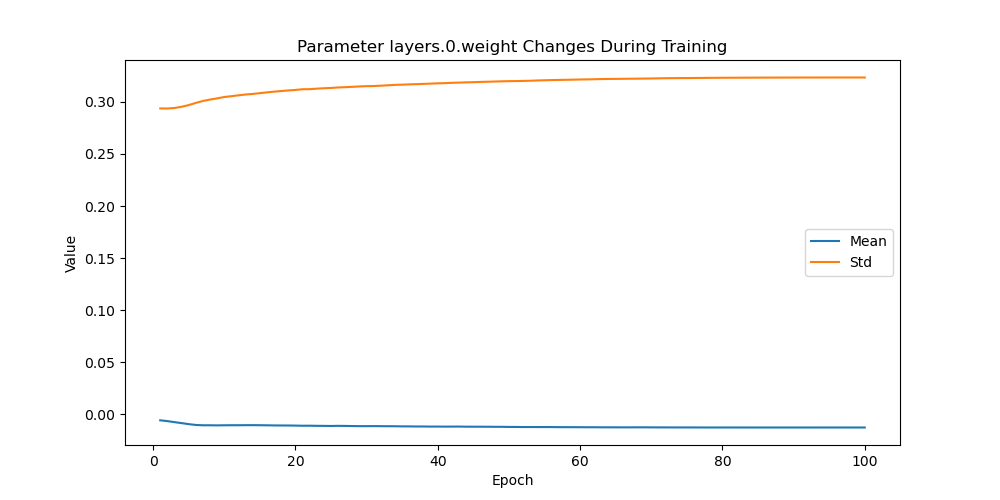 Parameter layers.0.weight Changes During Training
0.30
0.25
0.20
0.15
0.10
0.05
0.00
Value
Mean
Std
0 20 40 60 80 100
Epoch